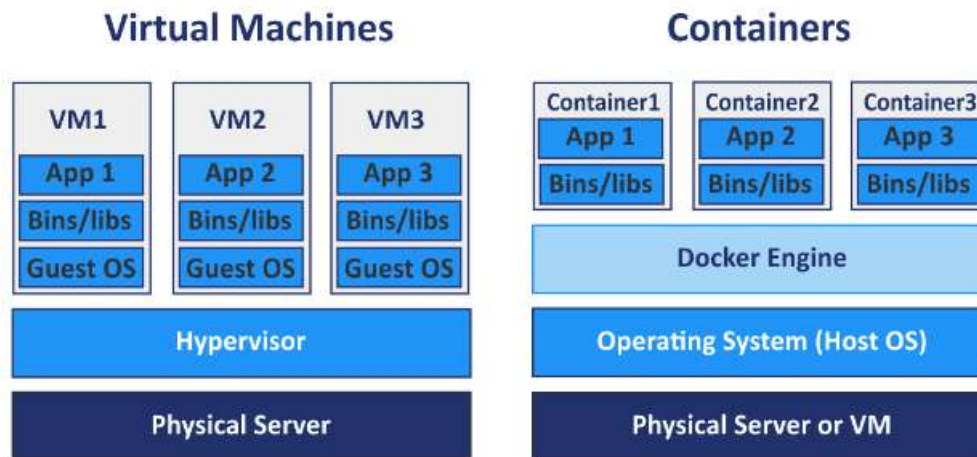 Virtual Machines
VM1
App 1
Bins/libs
Guest OS
VM2
App 2
Bins/libs
Guest OS
VM3
App 3
Bins/libs
Guest OS
Hypervisor
Physical Server
Containers
Container1
App 1
Bins/libs
Container2
App 2
Bins/libs
Container3
App 3
Bins/libs
Docker Engine
Operating System (Host OS)
Physical Server or VM